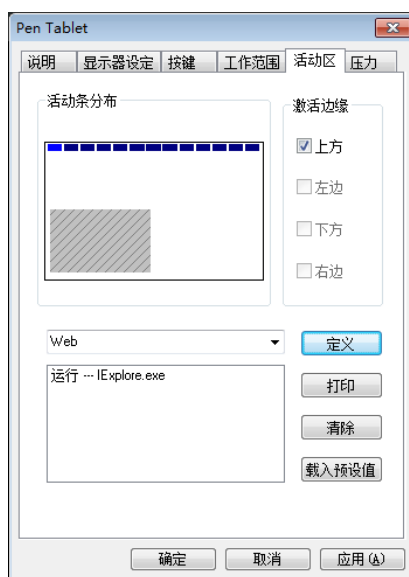 Pen Tablet
说明 显示器设定 按键 工作范围 活动区 压力
活动条分布
激活边缘
上方
左边
下方
右边
Web
定义
运行 --- IExplore.exe
打印
清除
载入预设值
确定 取消 应用(A)